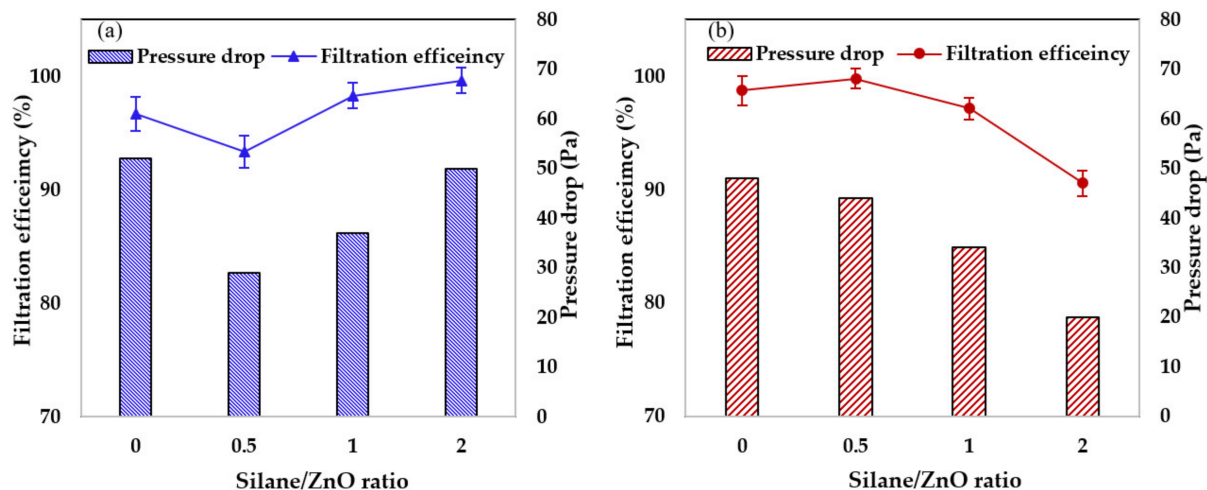 (a)
Pressure drop
Filtration efficeincy
Filtration efficeimcy (%)
100
90
80
70
80
70
60
50
40
30
20
10
0
Pressure drop (Pa)
0 0.5 1 2
Silane/ZnO ratio
(b)
Pressure drop
Filtration efficeincy
Filtration efficeimcy (%)
100
90
80
70
80
70
60
50
40
30
20
10
0
Pressure drop (Pa)
0 0.5 1 2
Silane/ZnO ratio